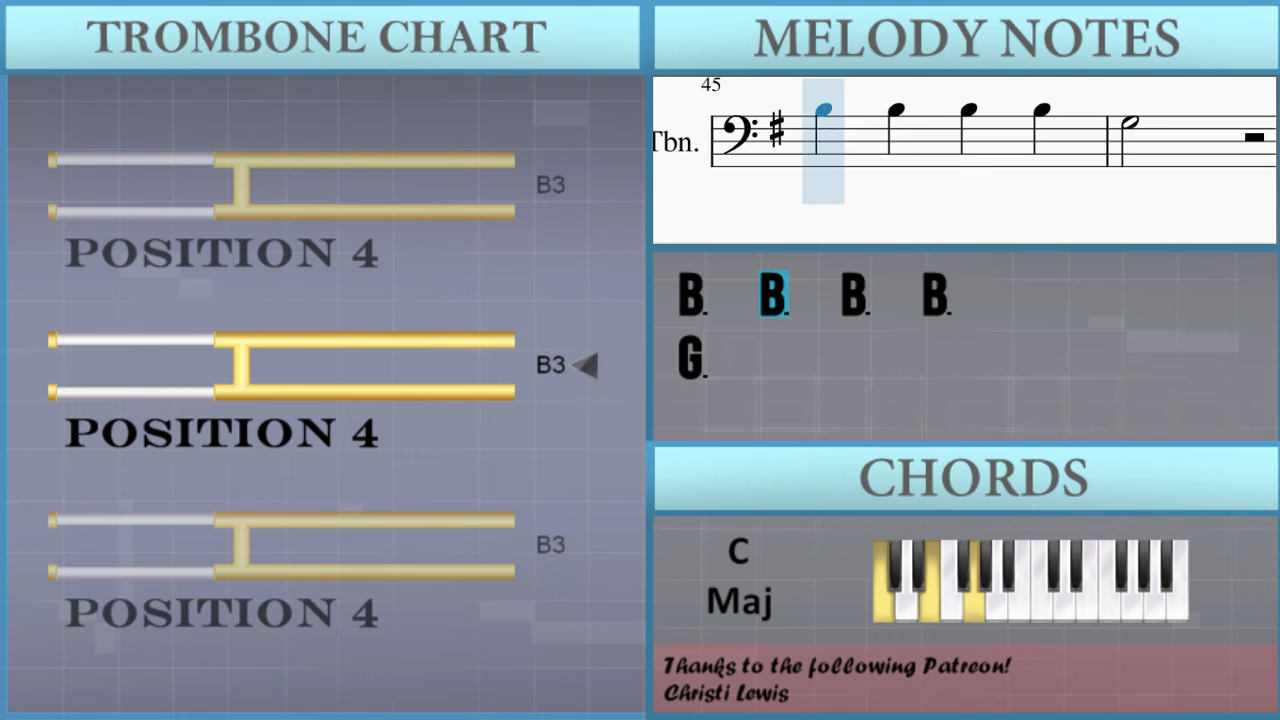 TROMBONE CHART
B3
POSITION 4
B3
POSITION 4
B3
POSITION 4
MELODY NOTES
45
Tbn.
B. B. B. B.
G.
CHORDS
C
Maj
Thanks to the following Patreon!
Christi Lewis